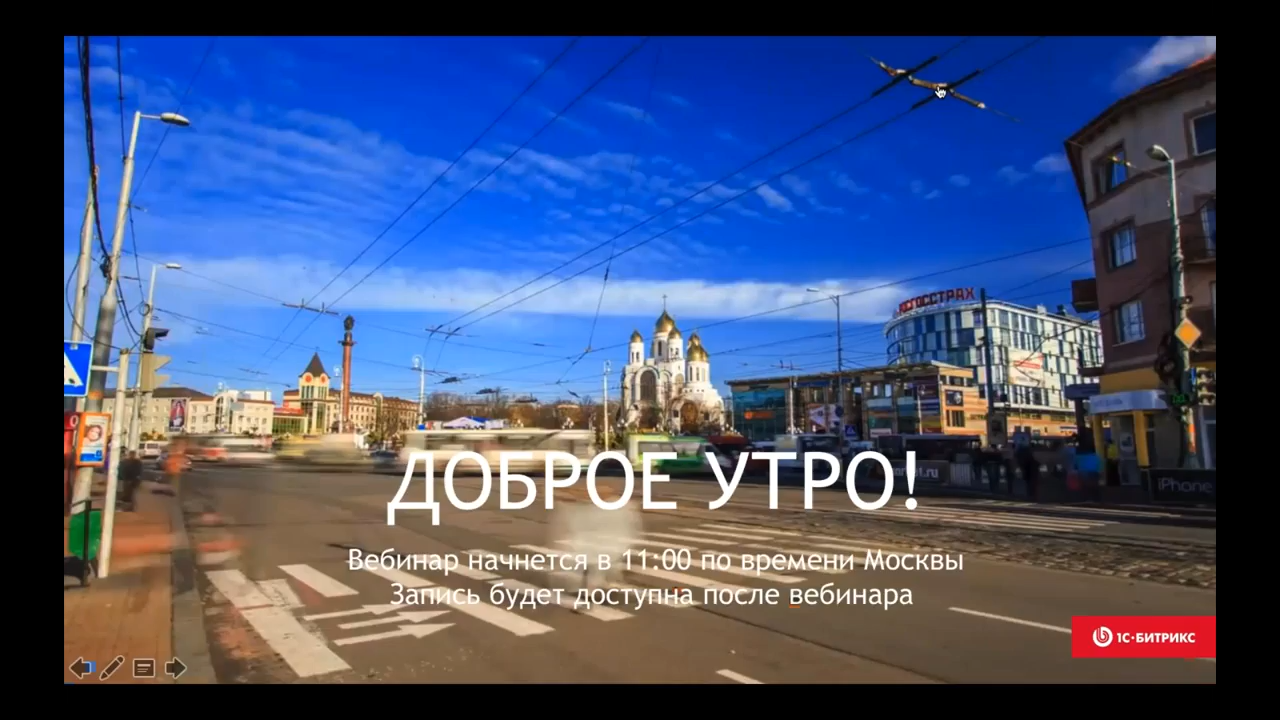 РОСГОССТРАХ
iPhone
ДОБРОЕ УТРО!
Вебинар начнется в 11:00 по времени Москвы
Запись будет доступна после вебинара
1С·БИТРИКС